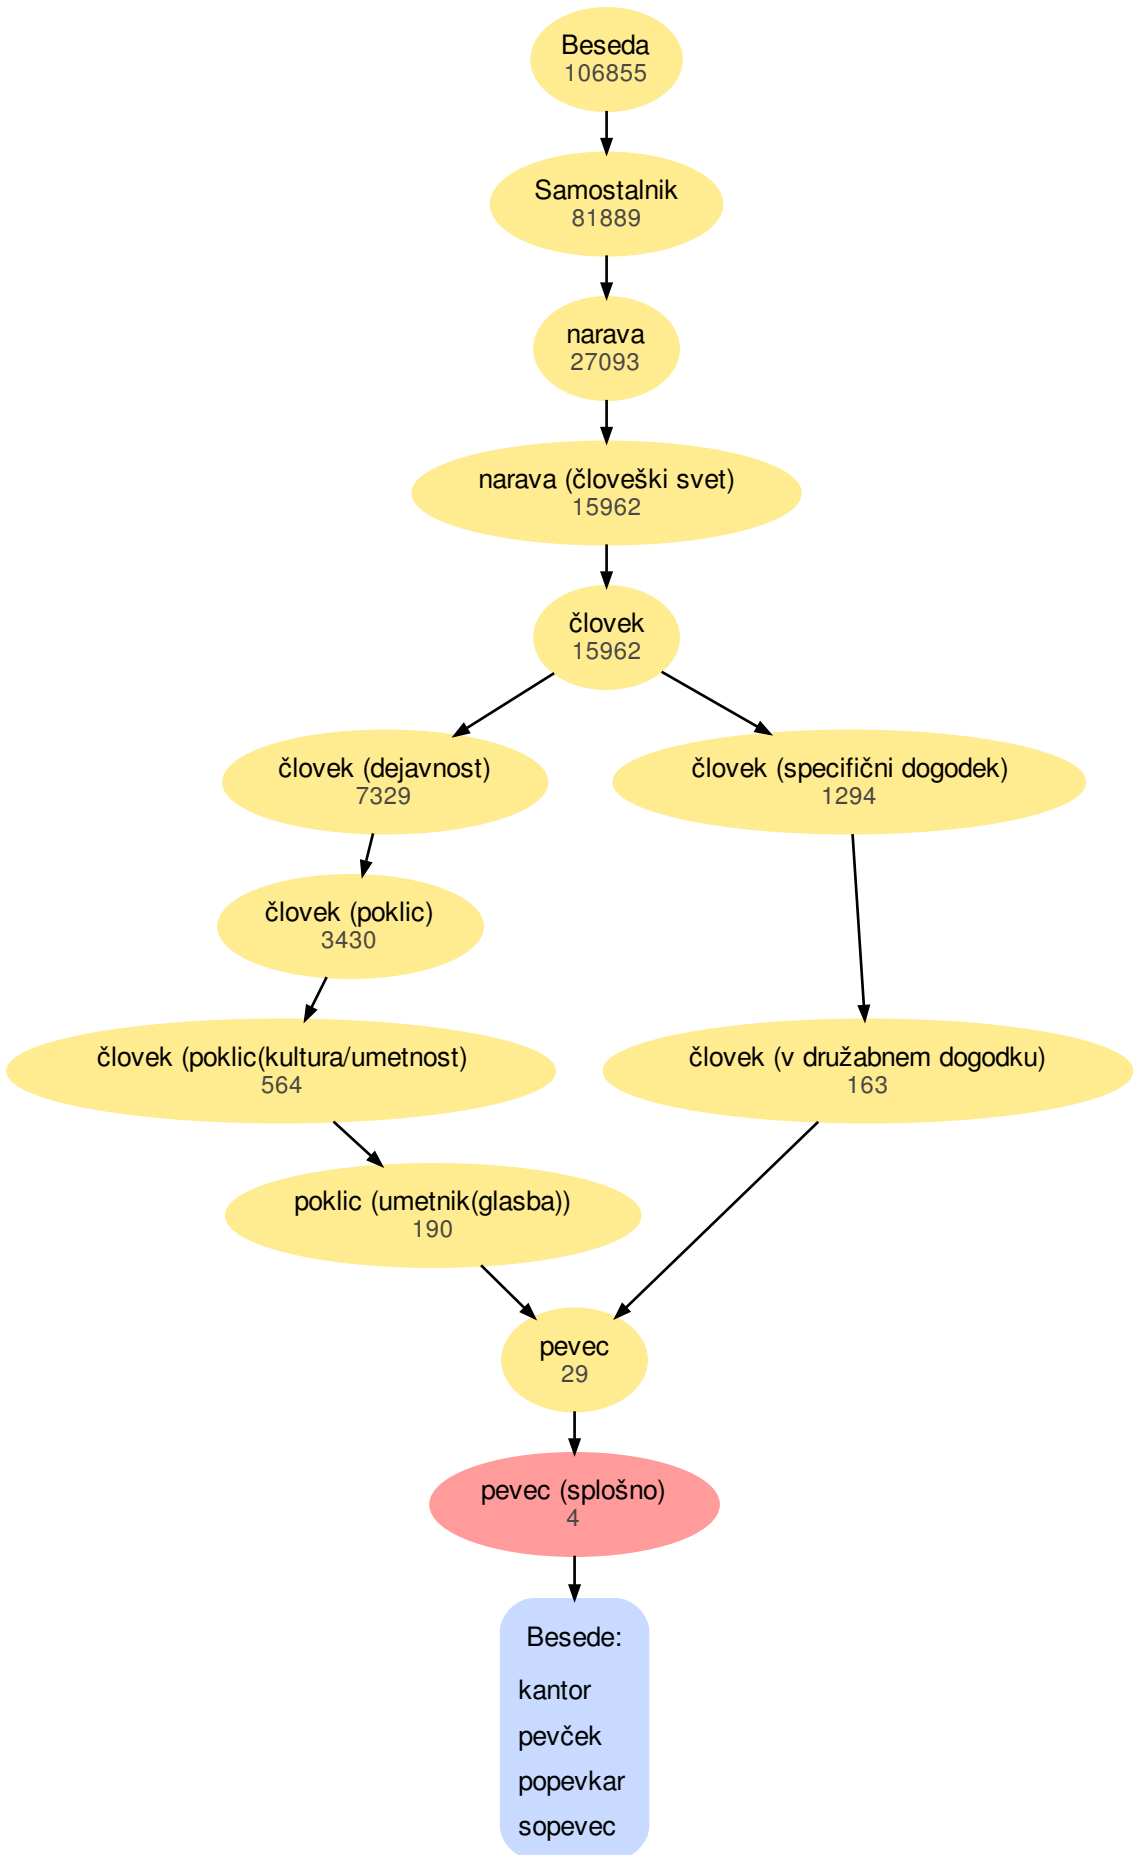 Beseda
106855
Samostalnik
81889
narava
27093
narava (človeški svet)
15962
človek
15962
človek (dejavnost)
7329
človek (specifični dogodek)
1294
človek (poklic)
3430
človek (poklic(kultura/umetnost)
564
človek (v družabnem dogodku)
163
poklic (umetnik(glasba))
190
pevec
29
pevec (splošno)
4
Besede:
kantor
pevček
popevkar
sopevec